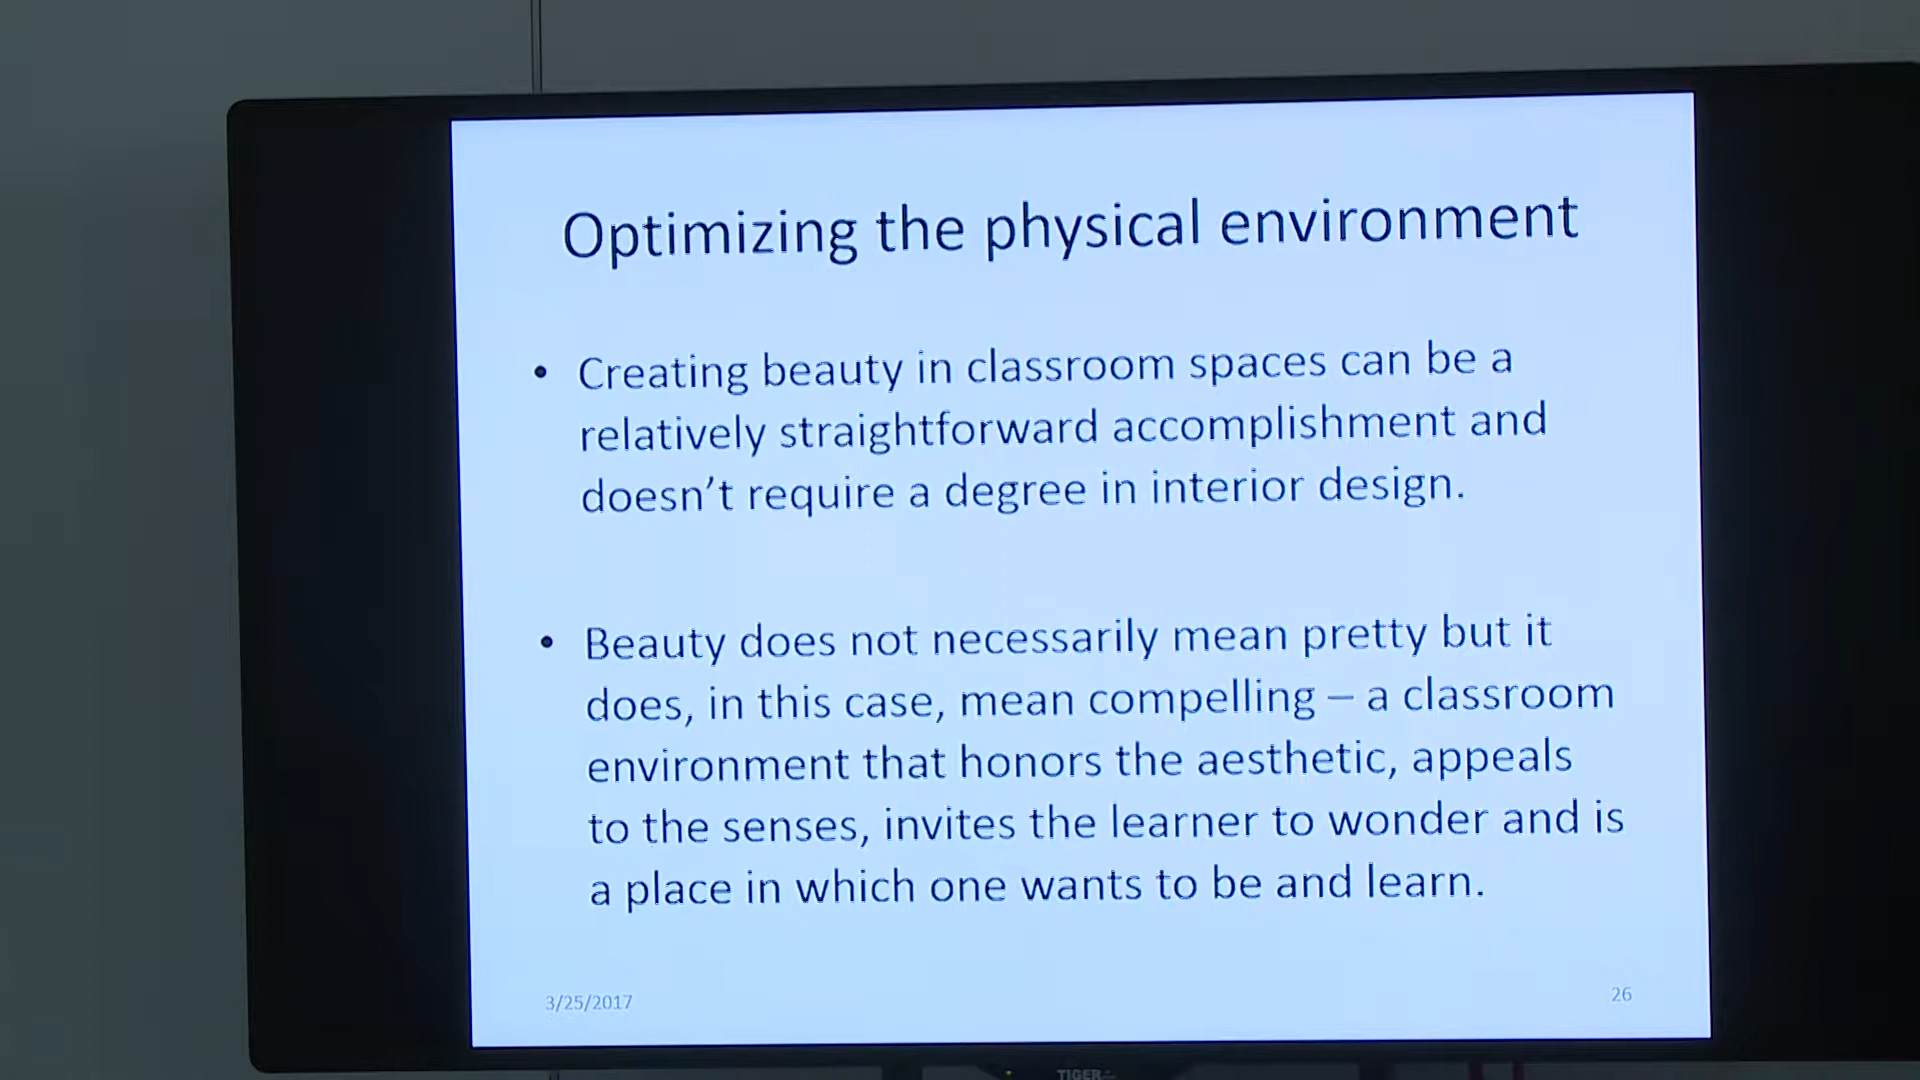 Optimizing the physical environment
• Creating beauty in classroom spaces can be a
relatively straightforward accomplishment and
doesn’t require a degree in interior design.
• Beauty does not necessarily mean pretty but it
does, in this case, mean compelling – a classroom
environment that honors the aesthetic, appeals
to the senses, invites the learner to wonder and is
a place in which one wants to be and learn.
3/25/2017
26
TIGER